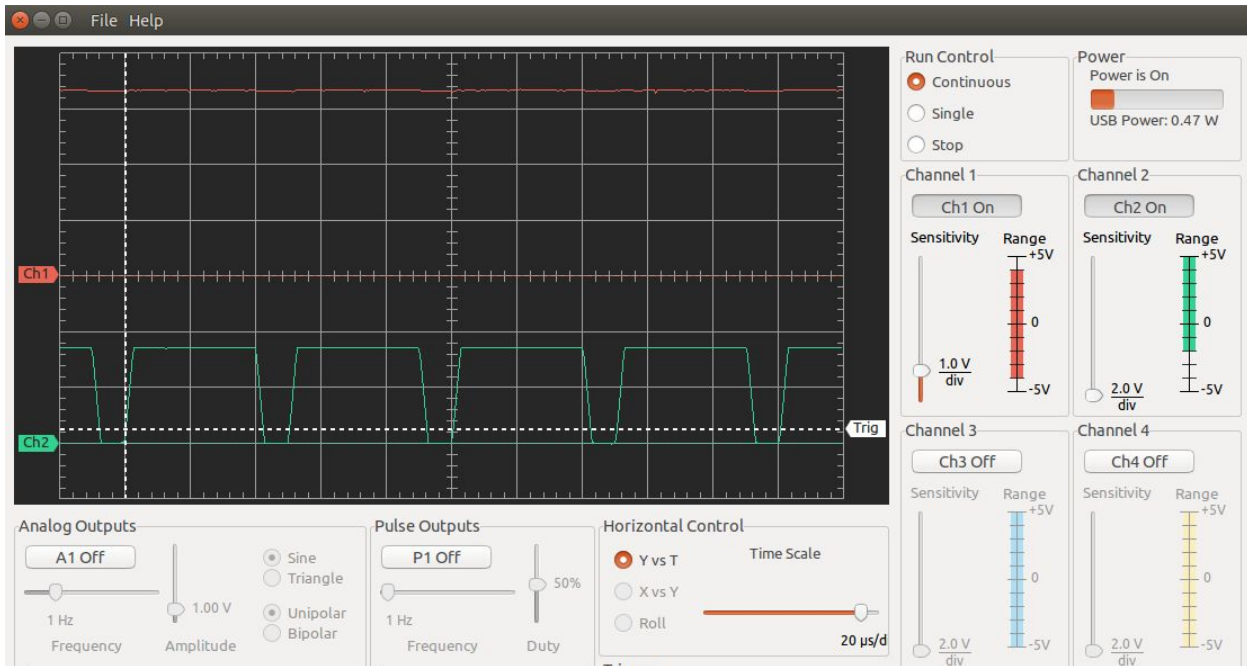 File Help
Ch1
Ch2
Trig
Run Control
Continuous
Single
Stop
Power
Power is On
USB Power: 0.47 W
Channel 1
Ch1 On
Sensitivity
Range
+5V
0
-5V
1.0 V
div
Channel 2
Ch2 On
Sensitivity
Range
+5V
0
-5V
2.0 V
div
Channel 3
Ch3 Off
Sensitivity
Range
+5V
0
-5V
2.0 V
div
Channel 4
Ch4 Off
Sensitivity
Range
+5V
0
-5V
2.0 V
div
Analog Outputs
A1 Off
1 Hz
Frequency
1.00 V
Amplitude
Sine
Triangle
Unipolar
Bipolar
Pulse Outputs
P1 Off
1 Hz
Frequency
50%
Duty
Horizontal Control
Y vs T
X vs Y
Roll
Time Scale
20 µs/d